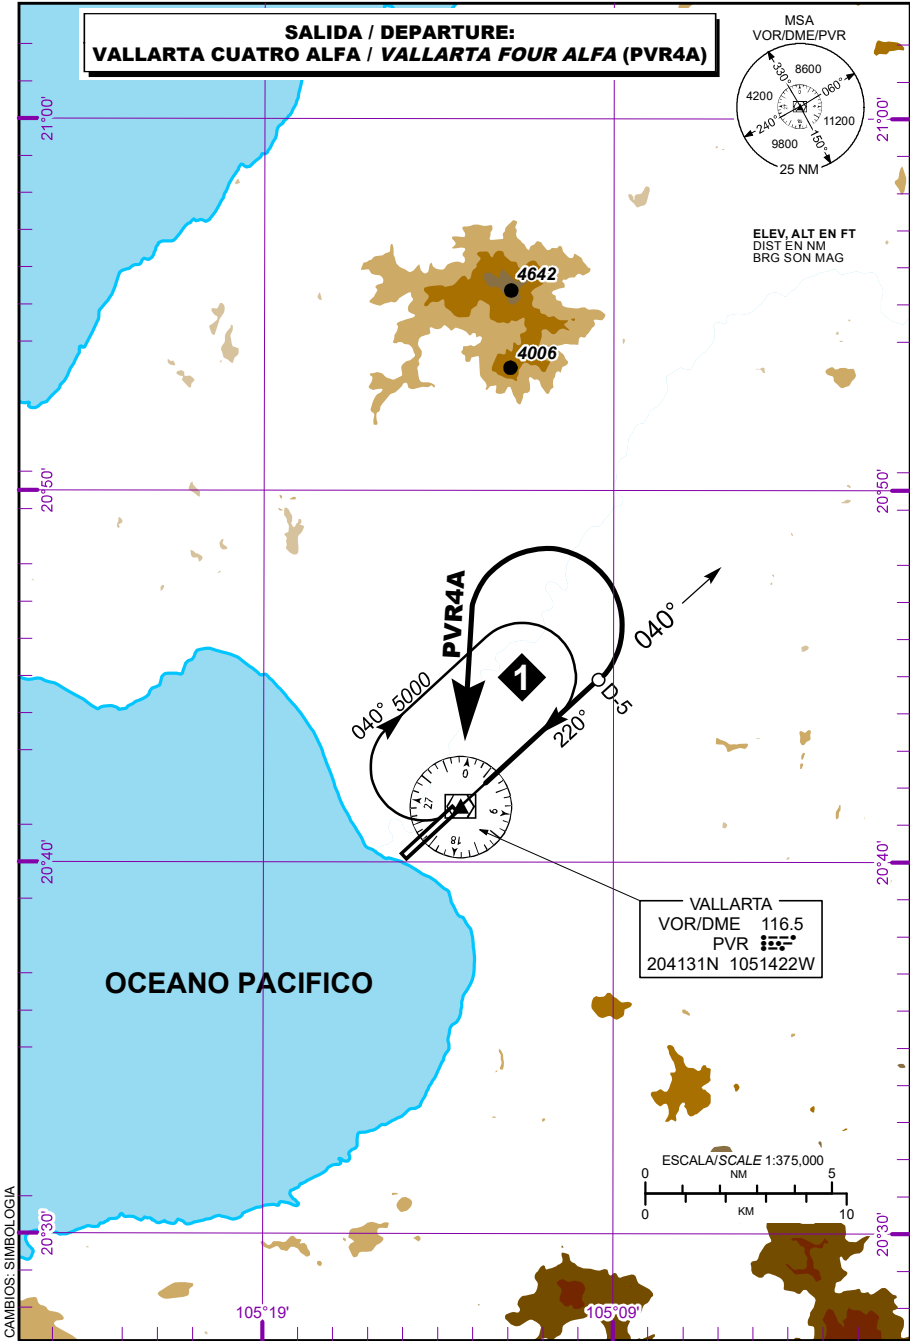 SALIDA / DEPARTURE:
VALLARTA CUATRO ALFA / VALLARTA FOUR ALFA (PVR4A)
MSA
VOR/DME/PVR
330°
8600
060°
4200
11200
240°
150°
9800
25 NM
21°00'
21°00'
ELEV, ALT EN FT
DIST EN NM
BRG SON MAG
4642
4006
20°50'
20°50'
PVR4A
040°
1
D-5
040° 5000
220°
0
27
9
18
20°40'
20°40'
VALLARTA
VOR/DME 116.5
PVR
204131N 1051422W
OCEANO PACIFICO
ESCALA/SCALE 1:375,000
0 NM 5
0 KM 10
20°30'
20°30'
105°19'
105°09'
CAMBIOS: SIMBOLOGIA